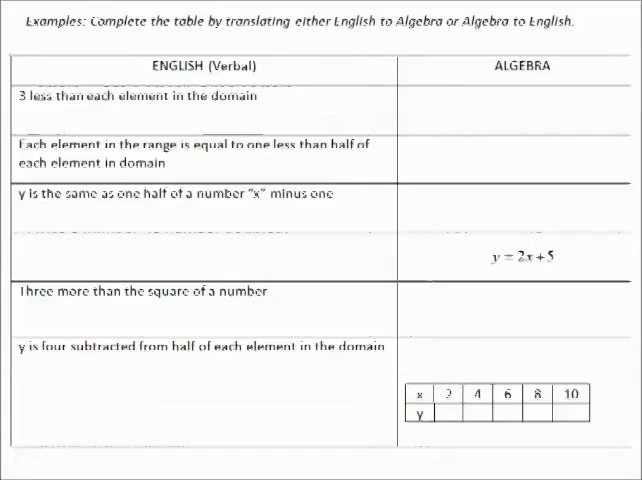 Examples: Complete the table by translating either English to Algebra or Algebra to English.
ENGLISH (Verbal) ALGEBRA
3 less than each element in the domain
Each element in the range is equal to one less than half of
each element in domain
y is the same as one half of a number "x" minus one
y = 2x + 5
Three more than the square of a number
y is four subtracted from half of each element in the domain
x 2 4 6 8 10
y